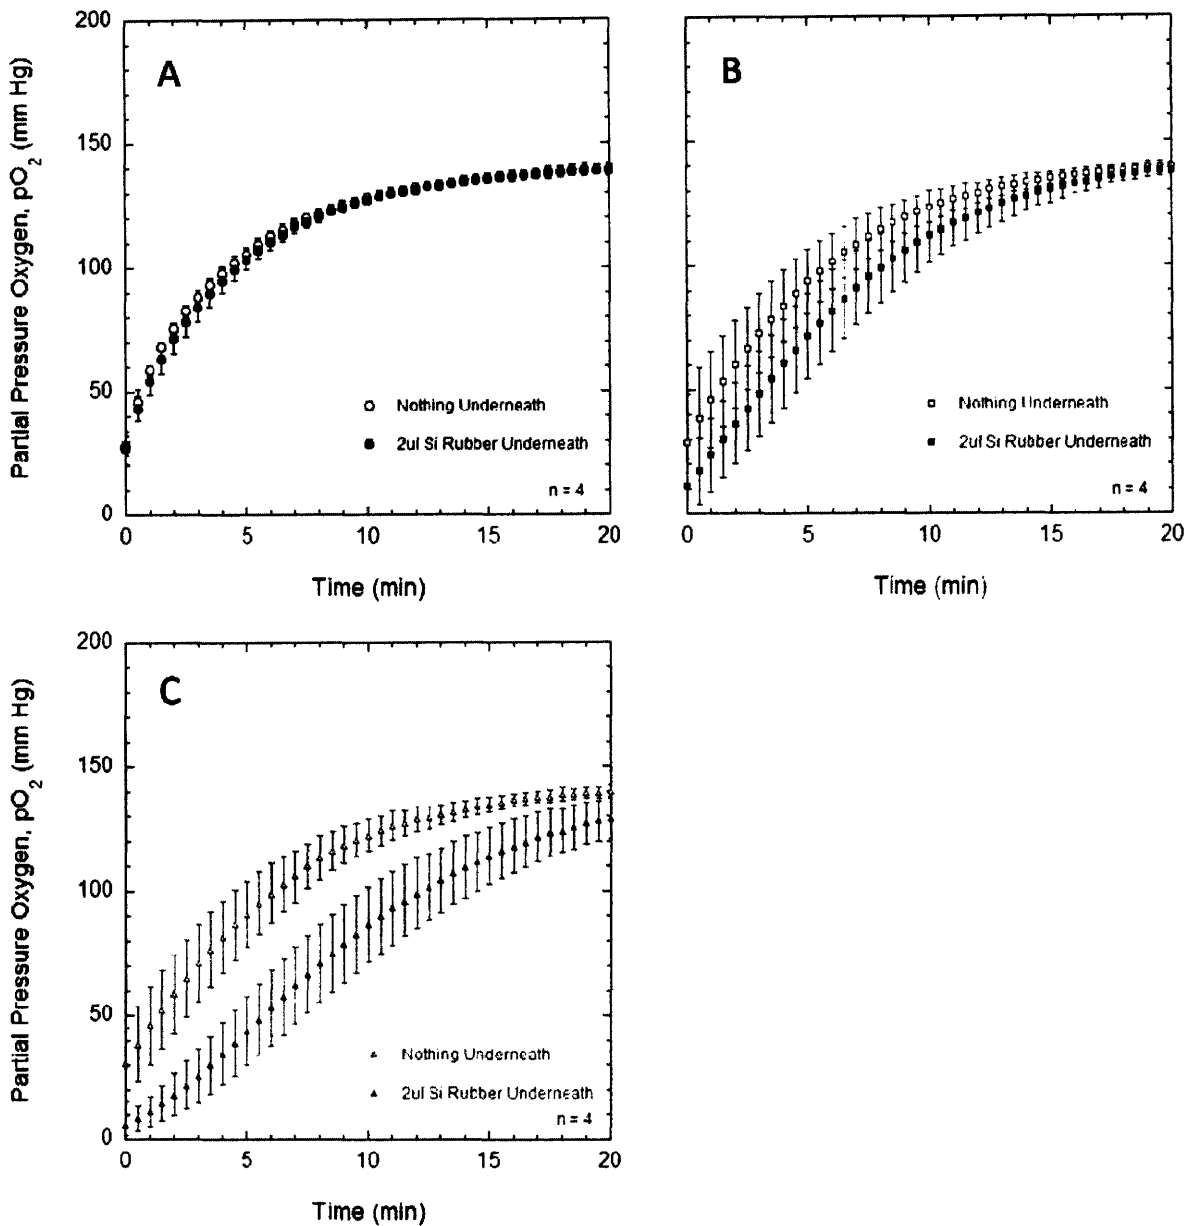 A
200
150
100
50
0
Partial Pressure Oxygen, pO2 (mm Hg)
Nothing Underneath
2ul Si Rubber Underneath
n = 4
0 5 10 15 20
Time (min)
B
Nothing Underneath
2ul Si Rubber Underneath
n = 4
0 5 10 15 20
Time (min)
C
200
150
100
50
0
Partial Pressure Oxygen, pO2 (mm Hg)
Nothing Underneath
2ul Si Rubber Underneath
n = 4
0 5 10 15 20
Time (min)